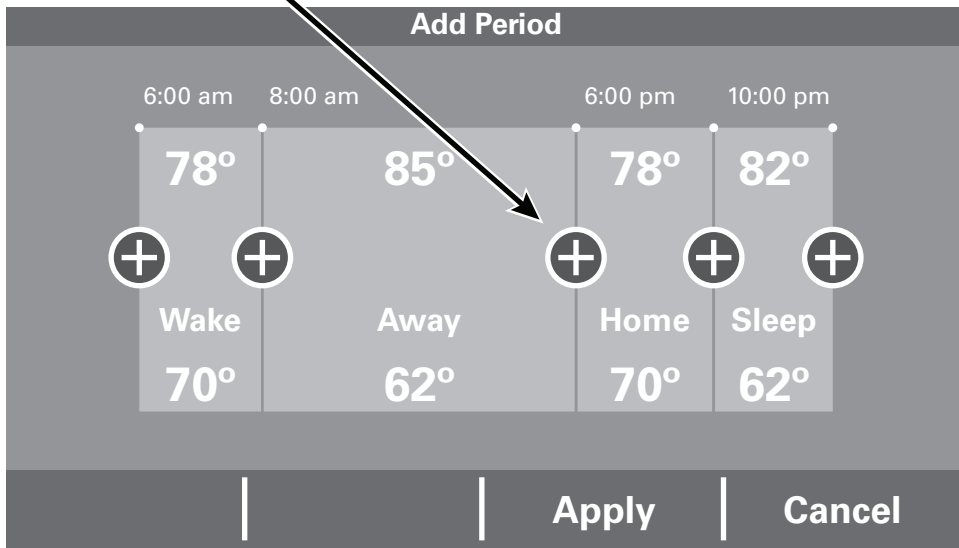 Add Period
6:00 am 8:00 am 6:00 pm 10:00 pm
78º 85º 78º 82º
Wake Away Home Sleep
70º 62º 70º 62º
Apply Cancel